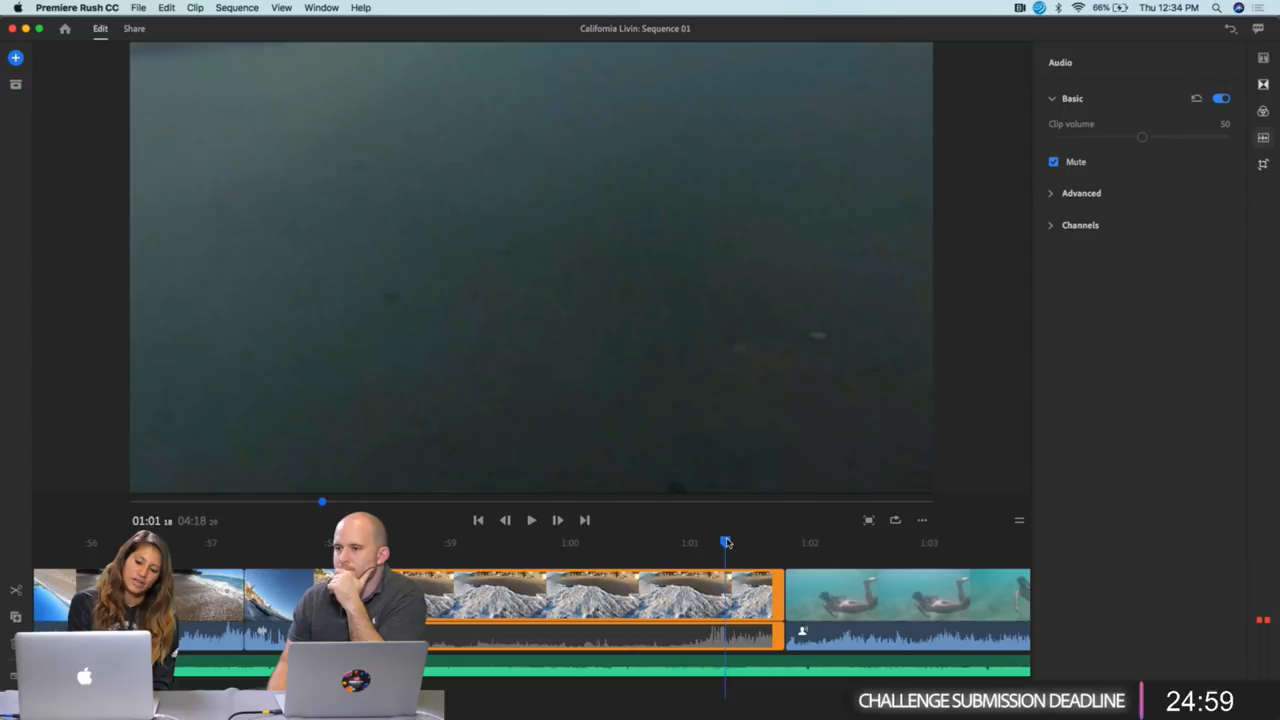 Premiere Rush CC File Edit Clip Sequence View Window Help 66% Thu 12:34 PM
Edit Share California Livin: Sequence 01
Audio
Basic
Clip volume 50
Mute
Advanced
Channels
01:01 18 04:18 29
:56 :57 :59 1:00 1:01 1:02 1:03
CHALLENGE SUBMISSION DEADLINE 24:59